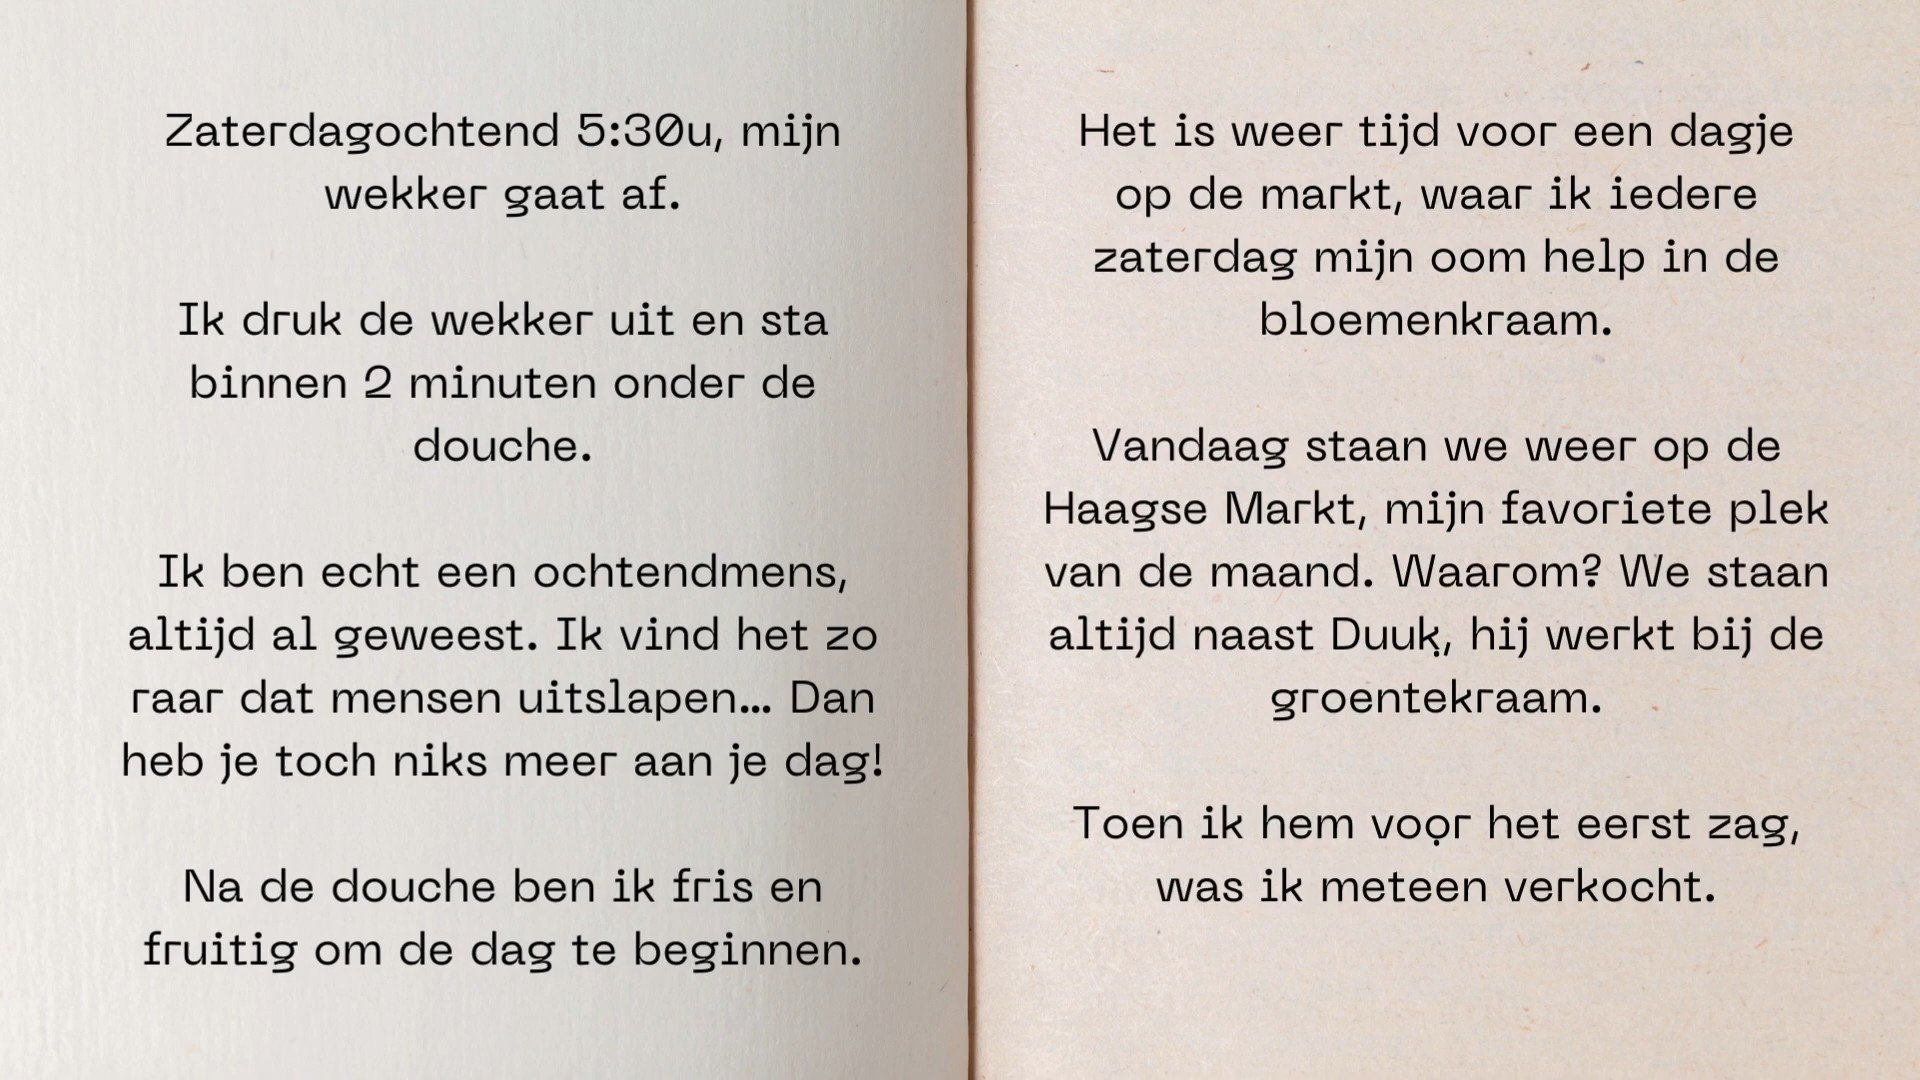 Zaterdagochtend 5:30u, mijn
wekker gaat af.
Ik druk de wekker uit en sta
binnen 2 minuten onder de
douche.
Ik ben echt een ochtendmens,
altijd al geweest. Ik vind het zo
raar dat mensen uitslapen... Dan
heb je toch niks meer aan je dag!
Na de douche ben ik fris en
fruitig om de dag te beginnen.
Het is weer tijd voor een dagje
op de markt, waar ik iedere
zaterdag mijn oom help in de
bloemenkraam.
Vandaag staan we weer op de
Haagse Markt, mijn favoriete plek
van de maand. Waarom? We staan
altijd naast Duuk, hij werkt bij de
groentekraam.
Toen ik hem voor het eerst zag,
was ik meteen verkocht.